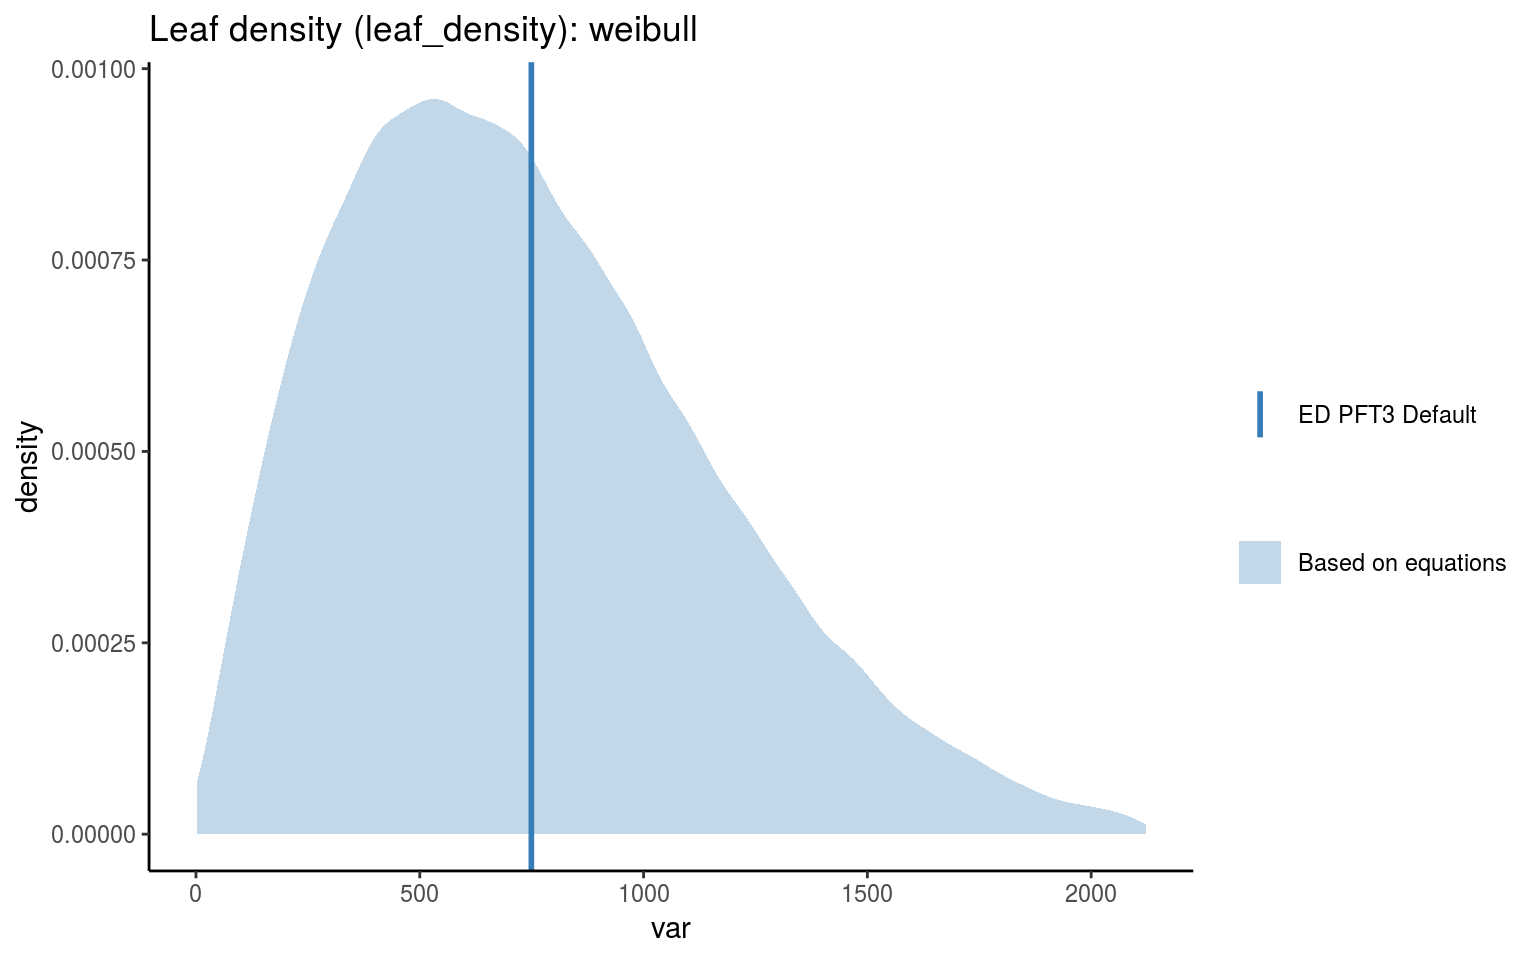 Leaf density (leaf_density): weibull
0.00100
0.00075
0.00050
0.00025
0.00000
density
0 500 1000 1500 2000
var
ED PFT3 Default
Based on equations